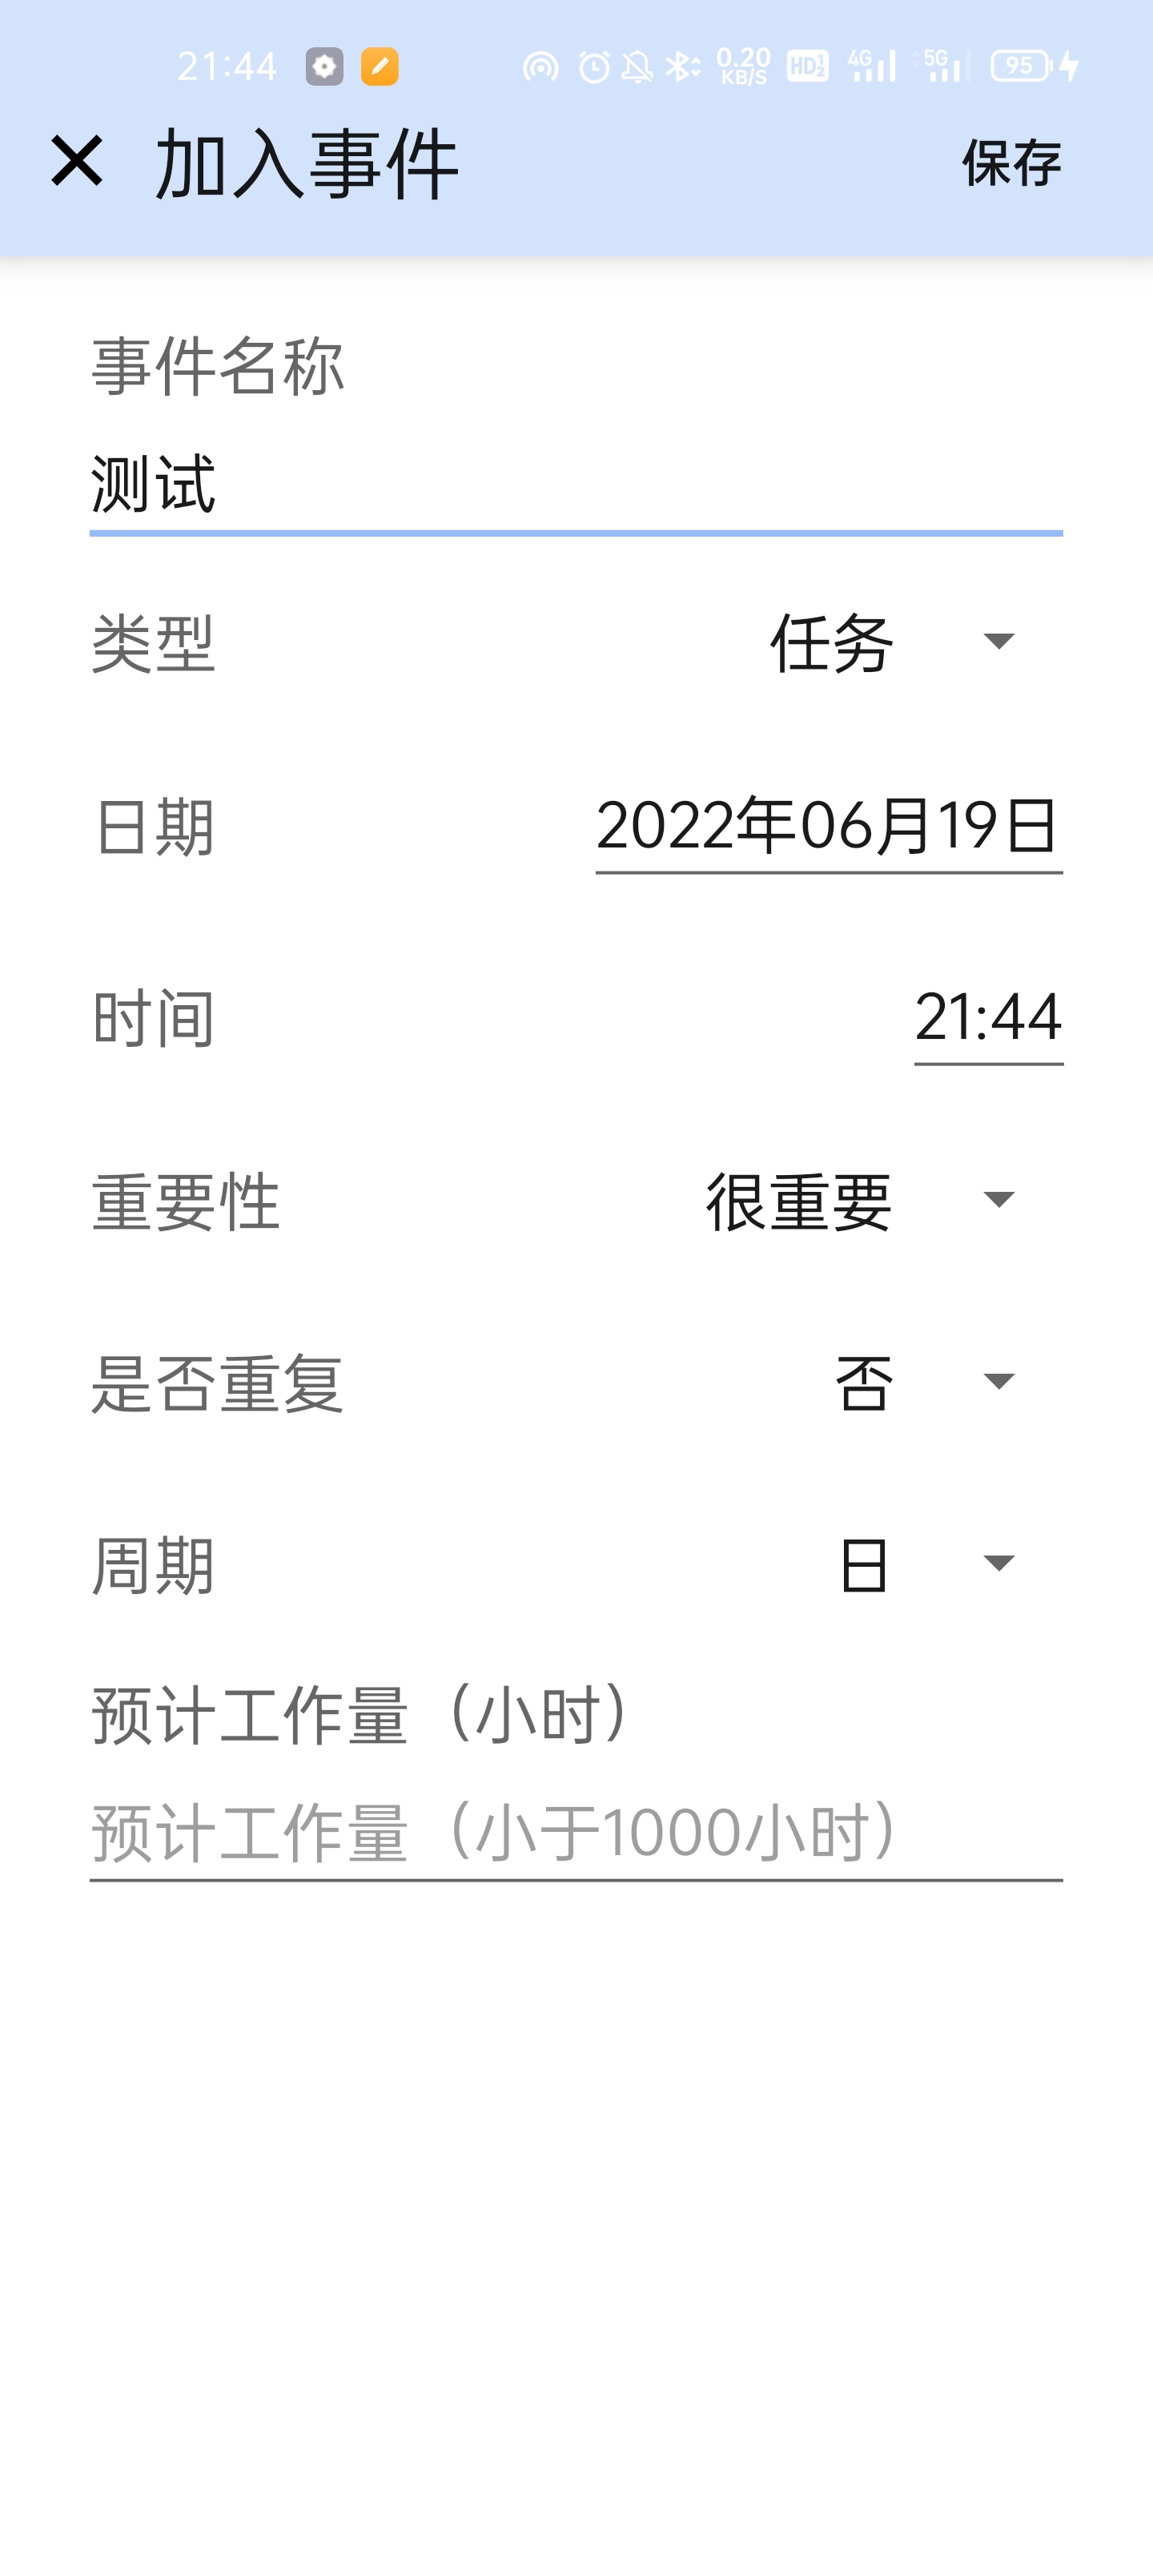 21:44 0.20 KB/S HD 1 2 4G 5G 95
加入事件 保存
事件名称
测试
类型 任务
日期 2022年06月19日
时间 21:44
重要性 很重要
是否重复 否
周期 日
预计工作量（小时）
预计工作量（小于1000小时）